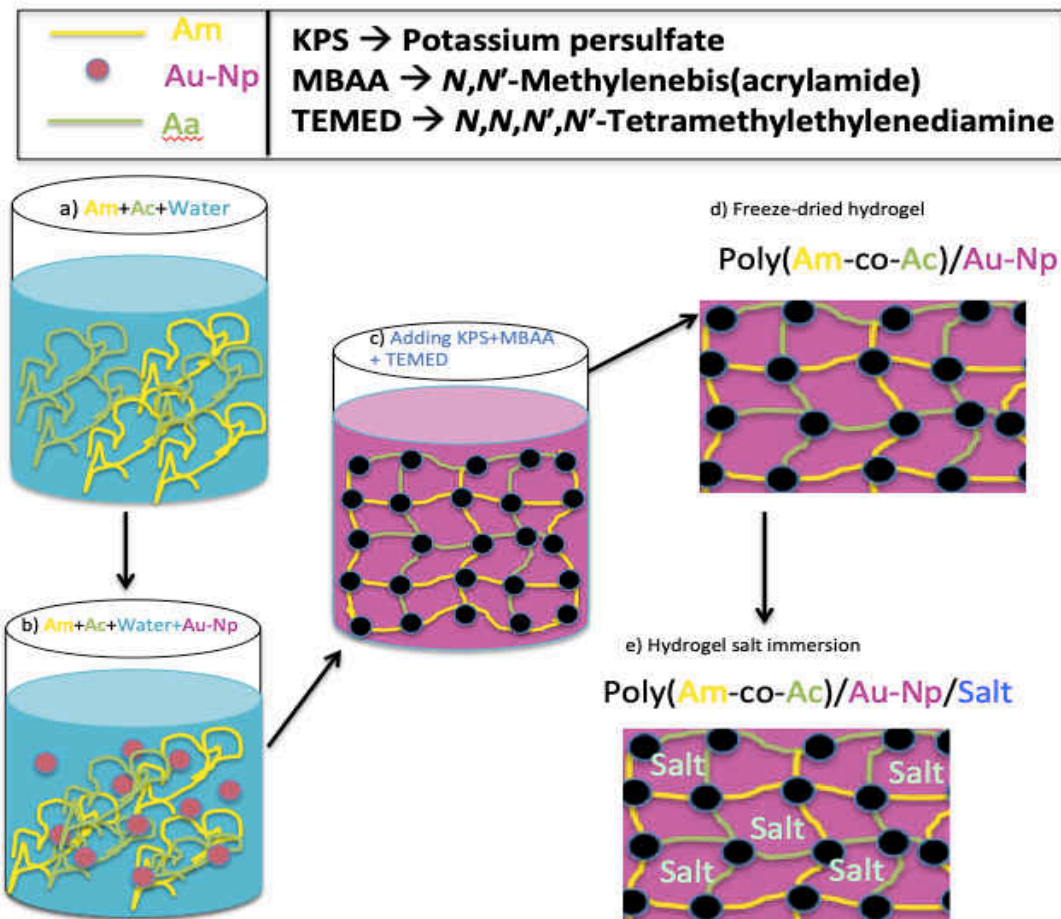 Am
Au-Np
Aa
KPS → Potassium persulfate
MBAA → N,N'-Methylenebis(acrylamide)
TEMED → N,N,N',N'-Tetramethylethylenediamine
a) Am+Ac+Water
b) Am+Ac+Water+Au-Np
c) Adding KPS+MBAA
+ TEMED
d) Freeze-dried hydrogel
Poly(Am-co-Ac)/Au-Np
e) Hydrogel salt immersion
Poly(Am-co-Ac)/Au-Np/Salt
Salt
Salt
Salt
Salt
Salt